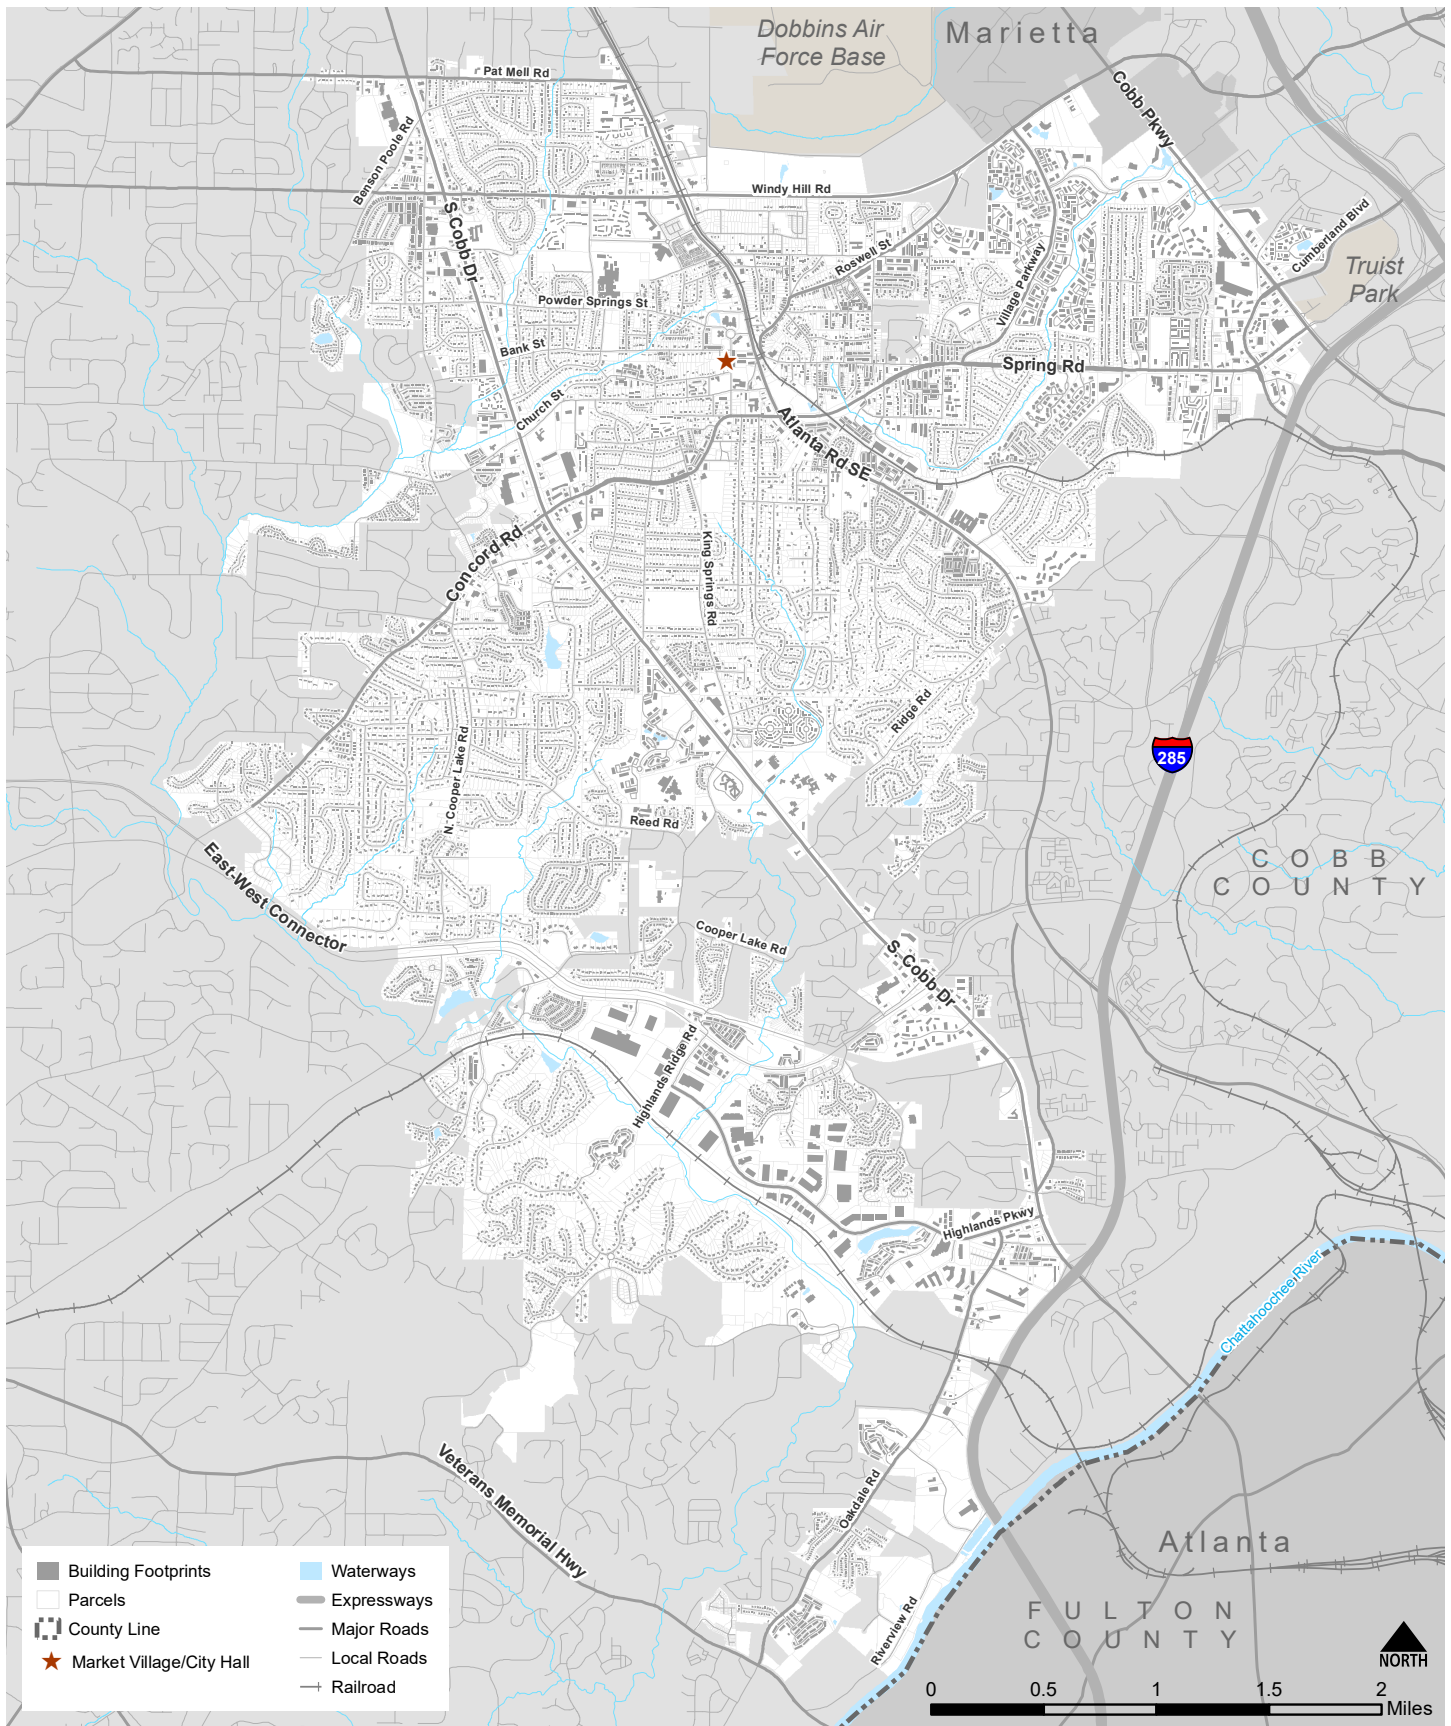 Dobbins Air
Force Base
Marietta
Pat Mell Rd
Cobb Pkwy
Benson Poole Rd
Windy Hill Rd
S Cobb Dr
Roswell St
Village Parkway
Cumberland Blvd
Truist
Park
Powder Springs St
Bank St
Spring Rd
Church St
Atlanta Rd SE
Concord Rd
King Springs Rd
Ridge Rd
N. Cooper Lake Rd
285
Reed Rd
East-West Connector
COBB
COUNTY
Cooper Lake Rd
S. Cobb Dr
Highlands Ridge Rd
Highlands Pkwy
Chattahoochee River
Veterans Memorial Hwy
Oakdale Rd
Riverview Rd
Atlanta
FULTON
COUNTY
Building Footprints
Parcels
County Line
Market Village/City Hall
Waterways
Expressways
Major Roads
Local Roads
Railroad
NORTH
0 0.5 1 1.5 2
Miles